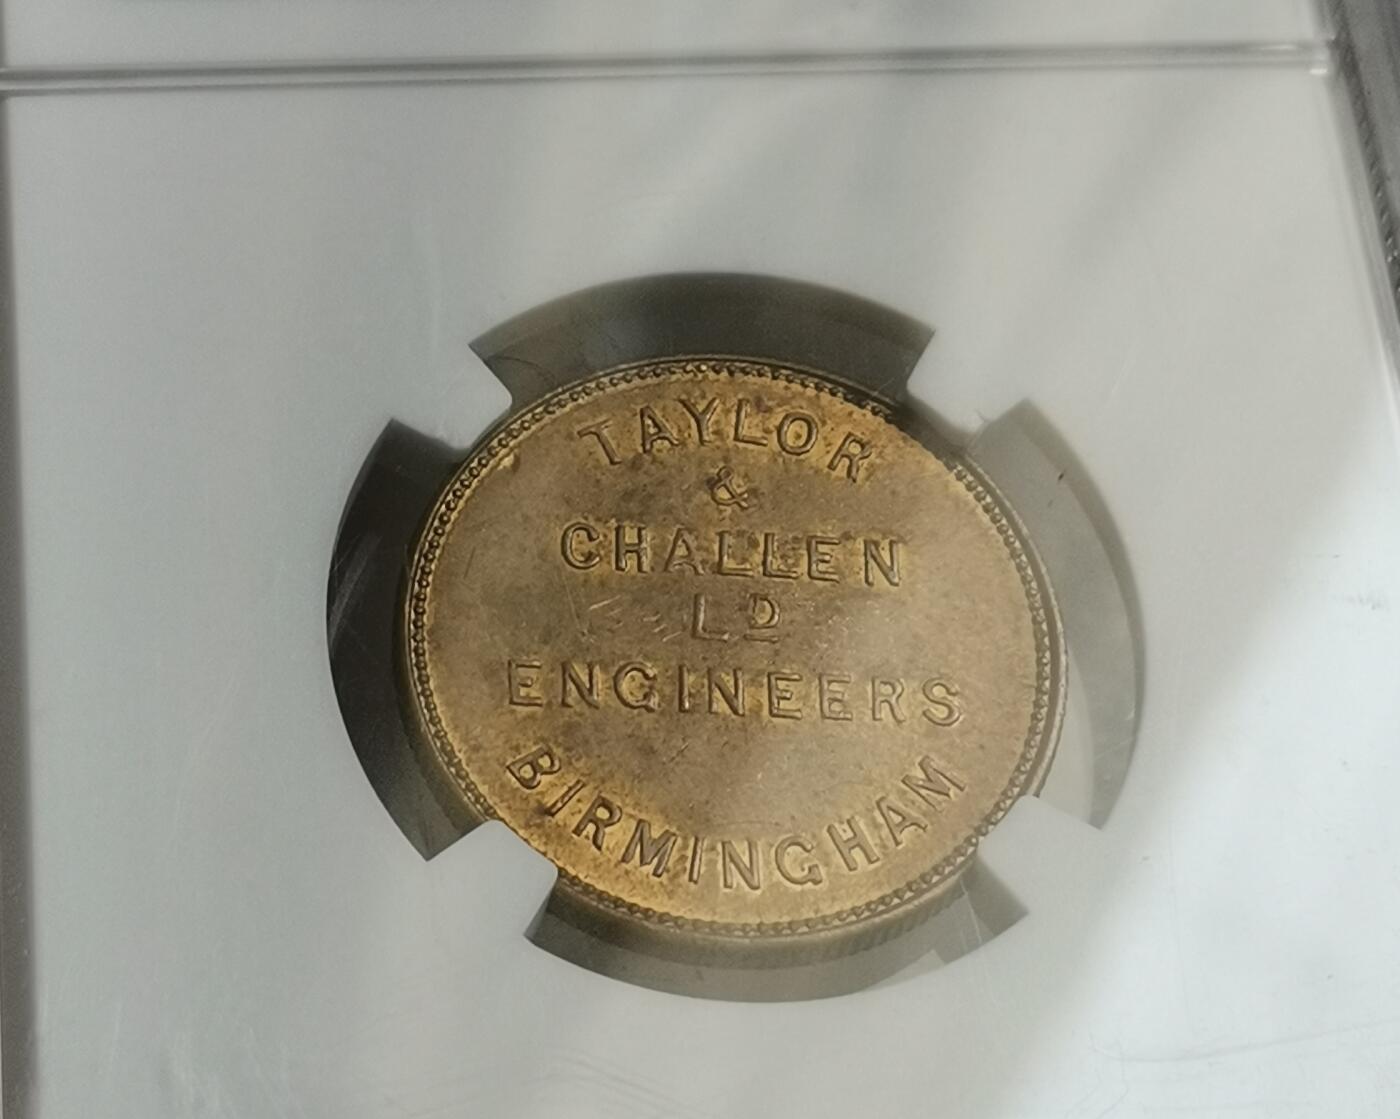 TAYLOR
&
CHALLEN
LD
ENGINEERS
BIRMINGHAM